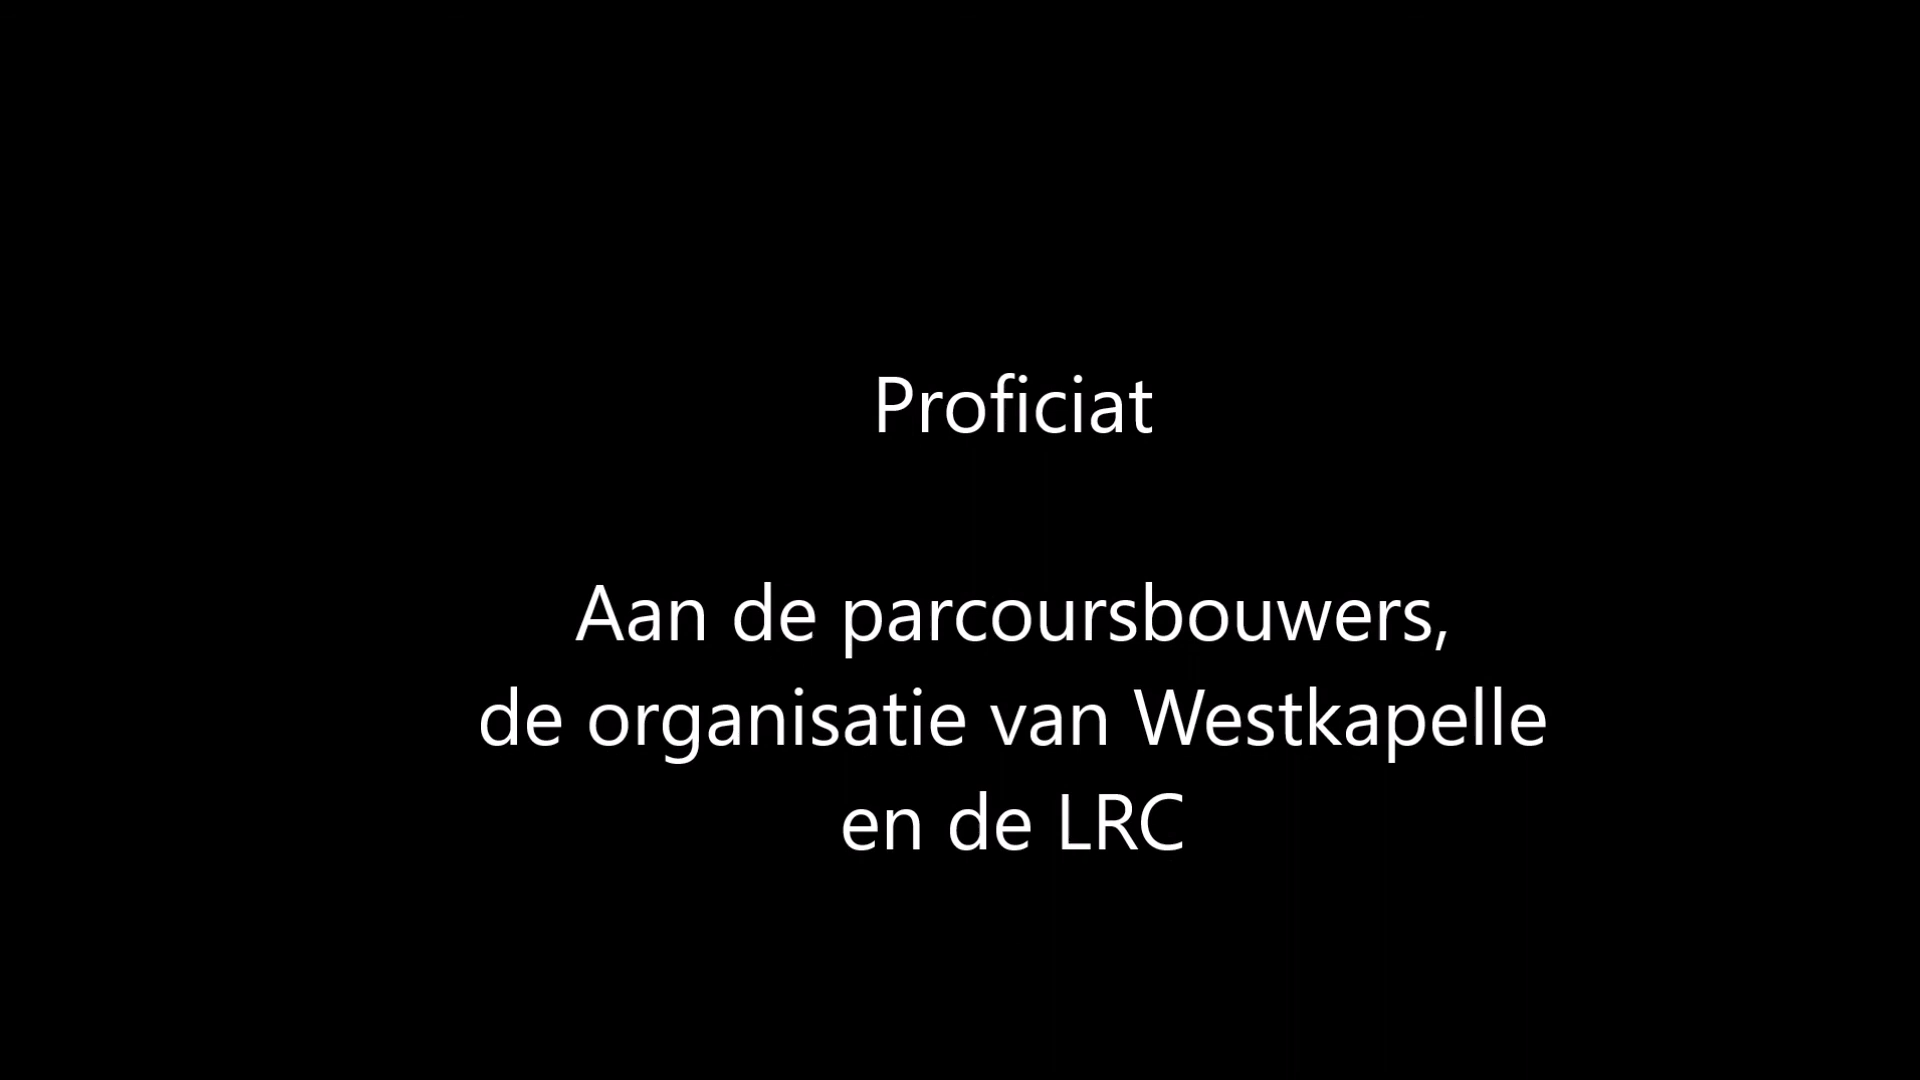 Proficiat
Aan de parcoursbouwers,
de organisatie van Westkapelle
en de LRC